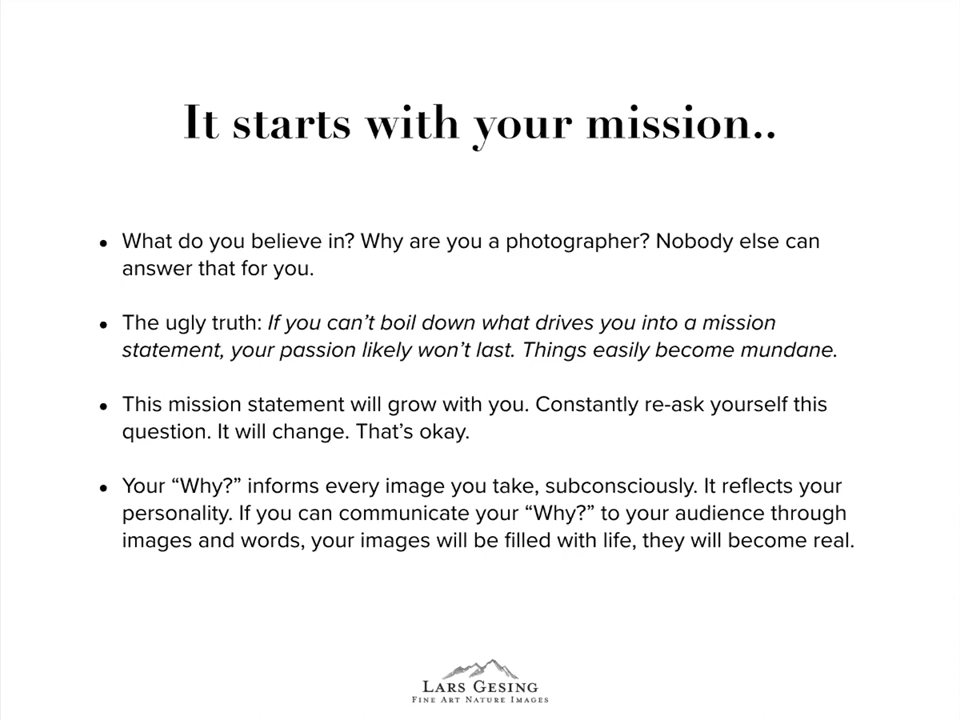 It starts with your mission..
• What do you believe in? Why are you a photographer? Nobody else can
answer that for you.
• The ugly truth: If you can’t boil down what drives you into a mission
statement, your passion likely won’t last. Things easily become mundane.
• This mission statement will grow with you. Constantly re-ask yourself this
question. It will change. That’s okay.
• Your “Why?” informs every image you take, subconsciously. It reflects your
personality. If you can communicate your “Why?” to your audience through
images and words, your images will be filled with life, they will become real.
LARS GESING
FINE ART NATURE IMAGES